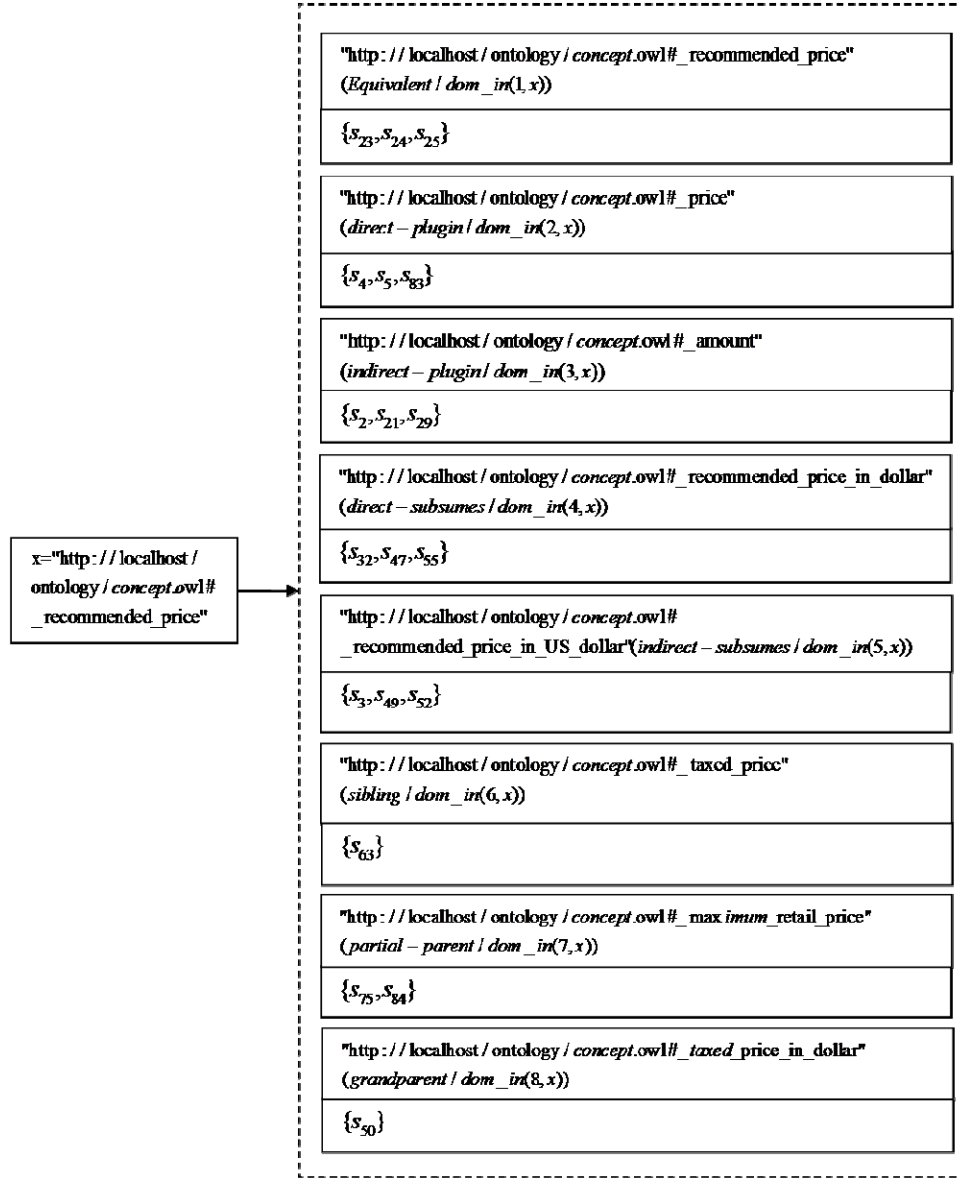 "http: / / localhost / ontology / concept.owl#_recommended_price"
(Equivalent / dom_in(1, x))
{s23, s24, s25}
"http: / / localhost / ontology / concept.owl#_price"
(direct – plugin / dom_in(2, x))
{s4, s5, s83}
"http: / / localhost / ontology / concept.owl#_amount"
(indirect – plugin / dom_in(3, x))
{s2, s21, s29}
"http: / / localhost / ontology / concept.owl#_recommended_price_in_dollar"
(direct – subsumes / dom_in(4, x))
{s32, s47, s55}
x="http: / / localhost /
ontology / concept.owl#
_recommended_price"
"http: / / localhost / ontology / concept.owl#
_recommended_price_in_US_dollar"(indirect – subsumes / dom_in(5, x))
{s3, s49, s52}
"http: / / localhost / ontology / concept.owl#_taxed_price"
(sibling / dom_in(6, x))
{s63}
"http: / / localhost / ontology / concept.owl#_maximum_retail_price"
(partial – parent / dom_in(7, x))
{s75, s84}
"http: / / localhost / ontology / concept.owl#_taxed_price_in_dollar"
(grandparent / dom_in(8, x))
{s50}